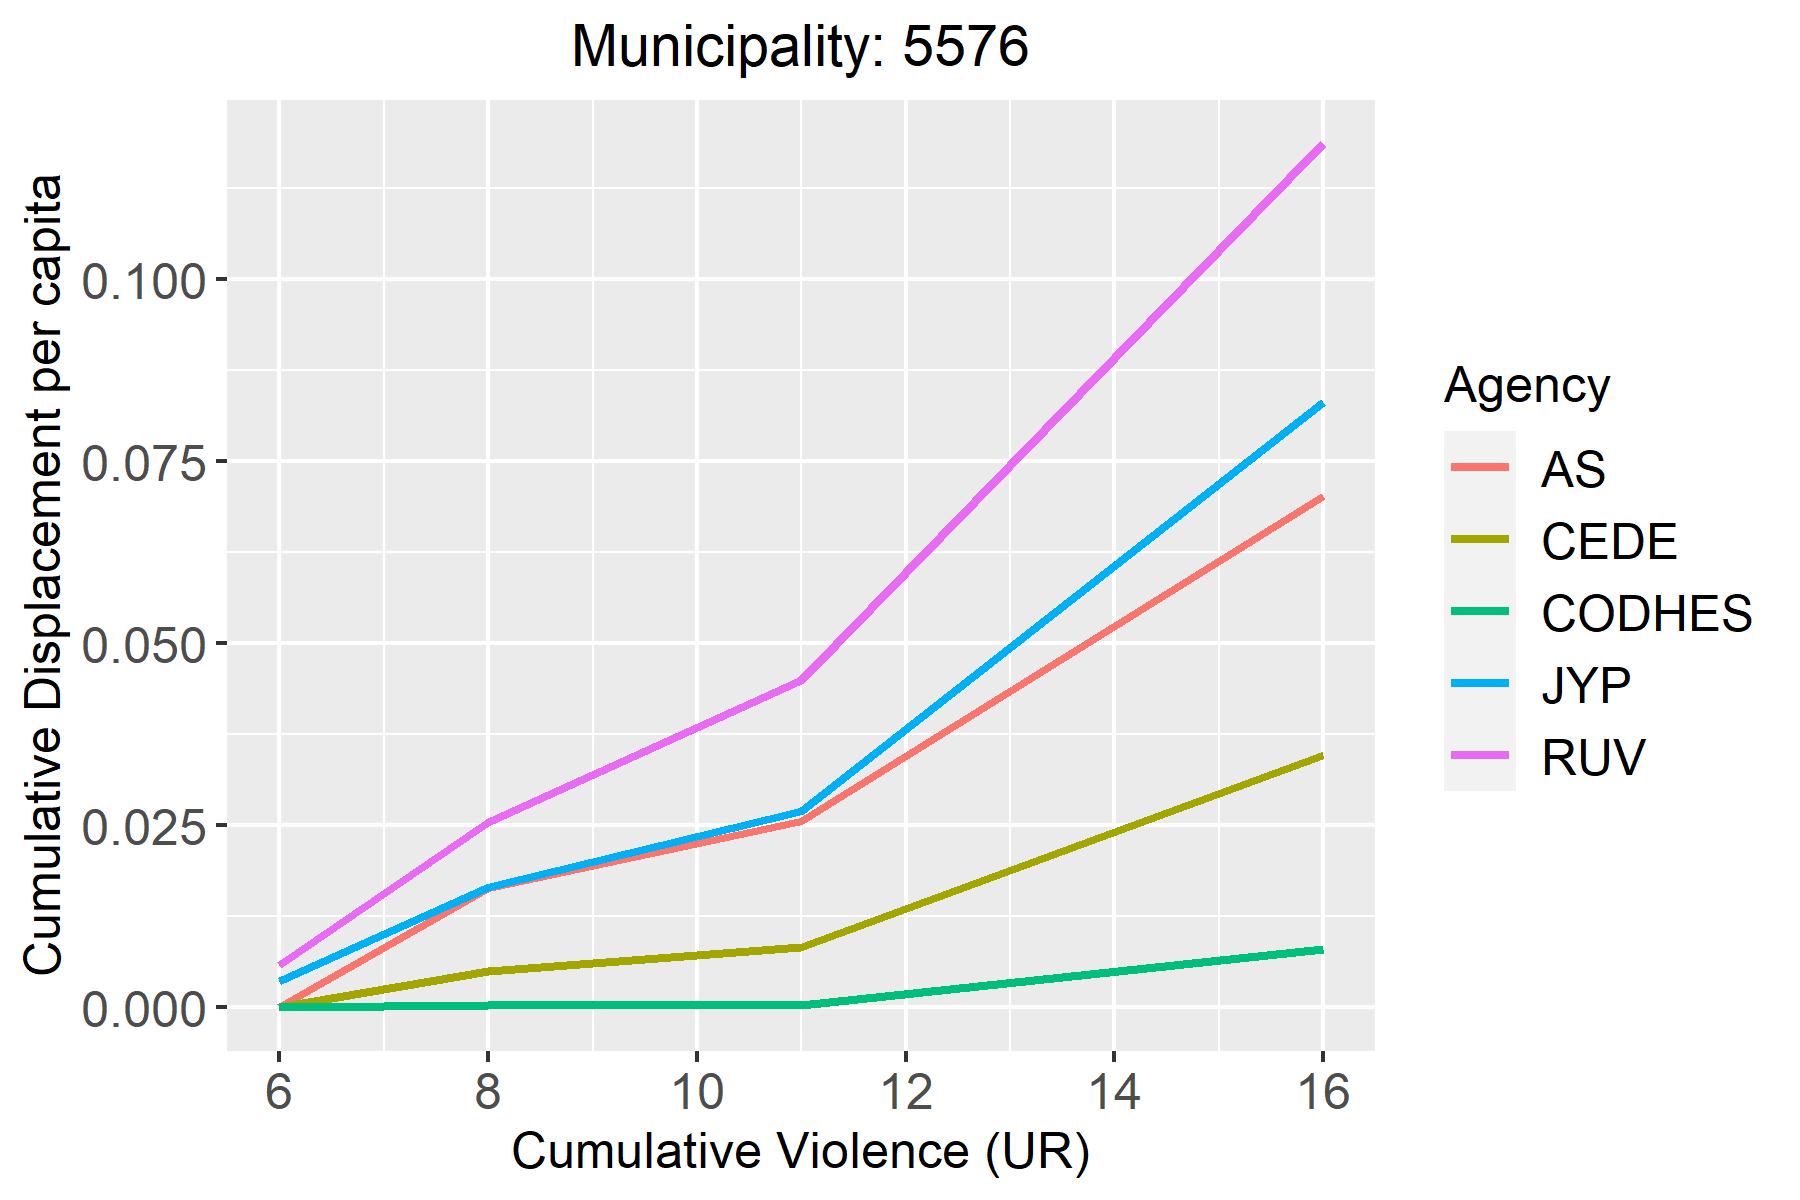 Municipality: 5576
Cumulative Displacement per capita
0.100
0.075
0.050
0.025
0.000
6 8 10 12 14 16
Cumulative Violence (UR)
Agency
AS
CEDE
CODHES
JYP
RUV